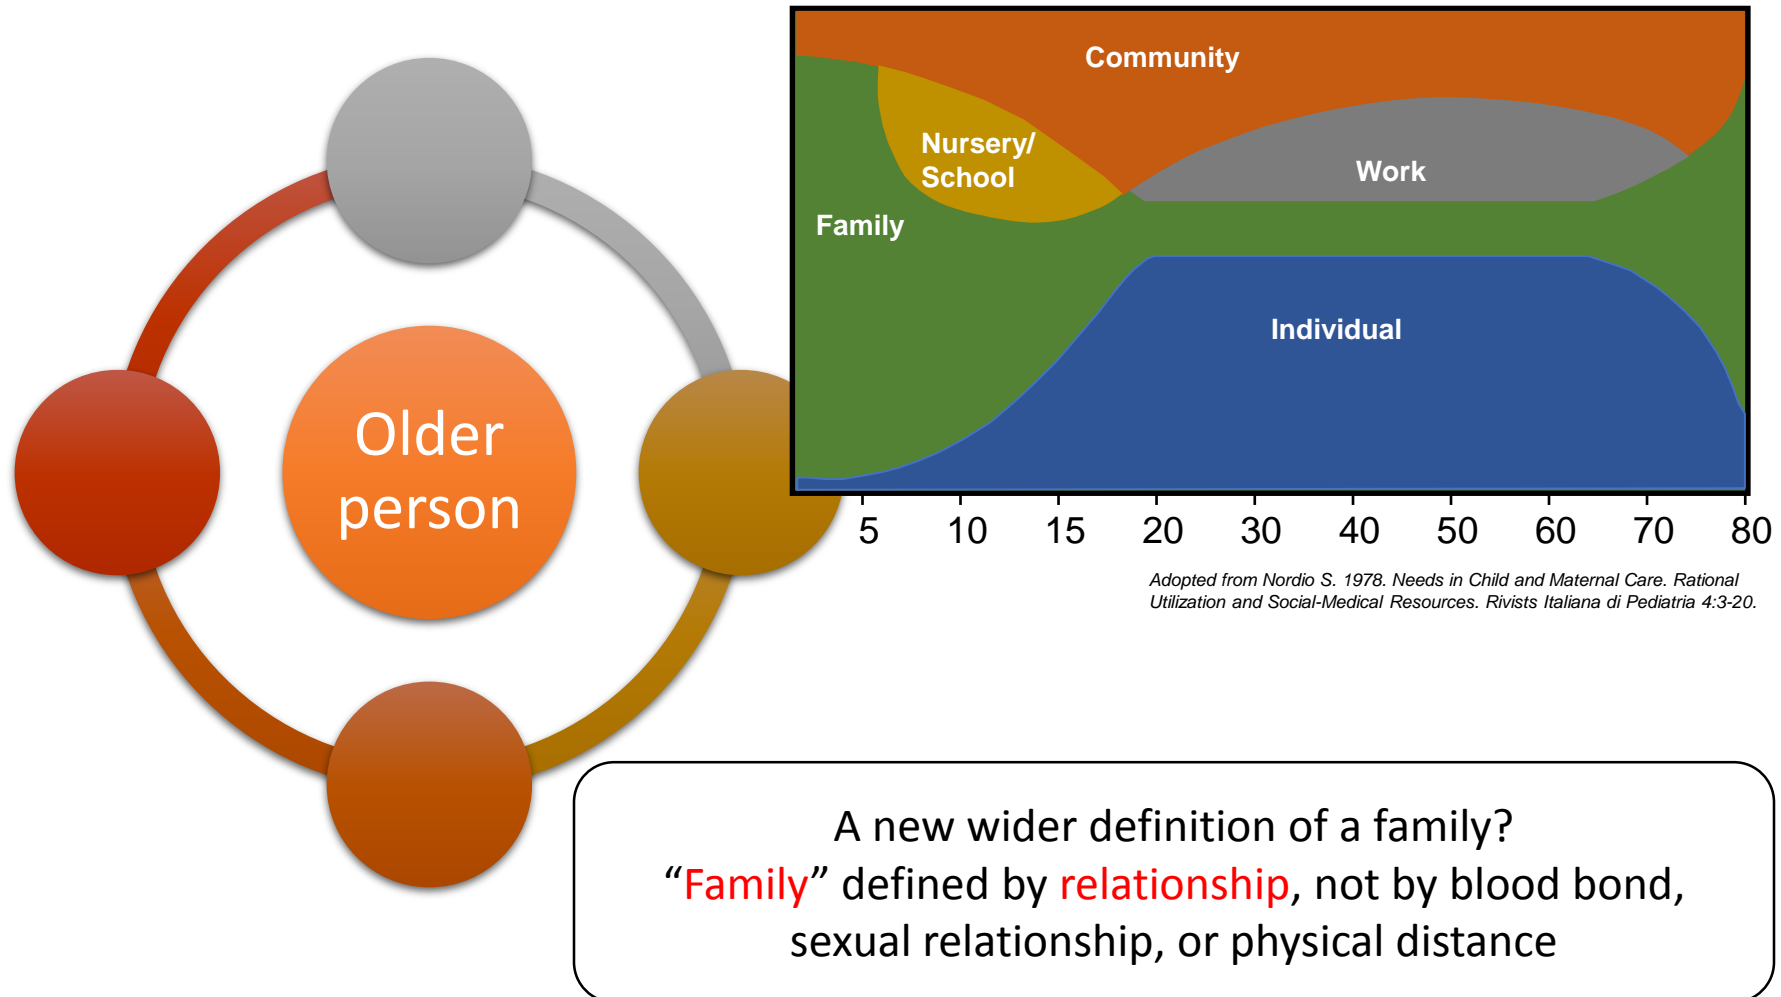 Older
person
Community
Nursery/
School
Work
Family
Individual
5 10 15 20 30 40 50 60 70 80
Adopted from Nordio S. 1978. Needs in Child and Maternal Care. Rational
Utilization and Social-Medical Resources. Rivists Italiana di Pediatria 4:3-20.
A new wider definition of a family?
“Family” defined by relationship, not by blood bond,
sexual relationship, or physical distance